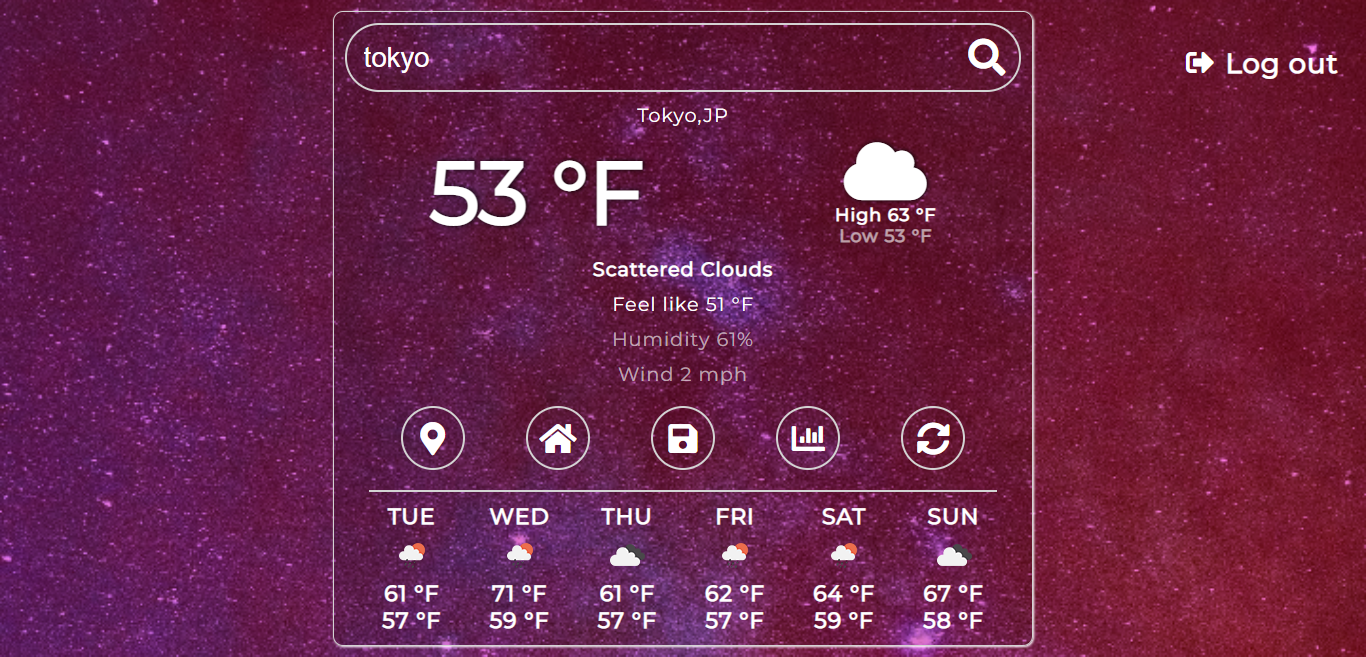 tokyo
Log out
Tokyo,JP
53 °F
High 63 °F
Low 53 °F
Scattered Clouds
Feel like 51 °F
Humidity 61%
Wind 2 mph
TUE WED THU FRI SAT SUN
61 °F 71 °F 61 °F 62 °F 64 °F 67 °F
57 °F 59 °F 57 °F 57 °F 59 °F 58 °F